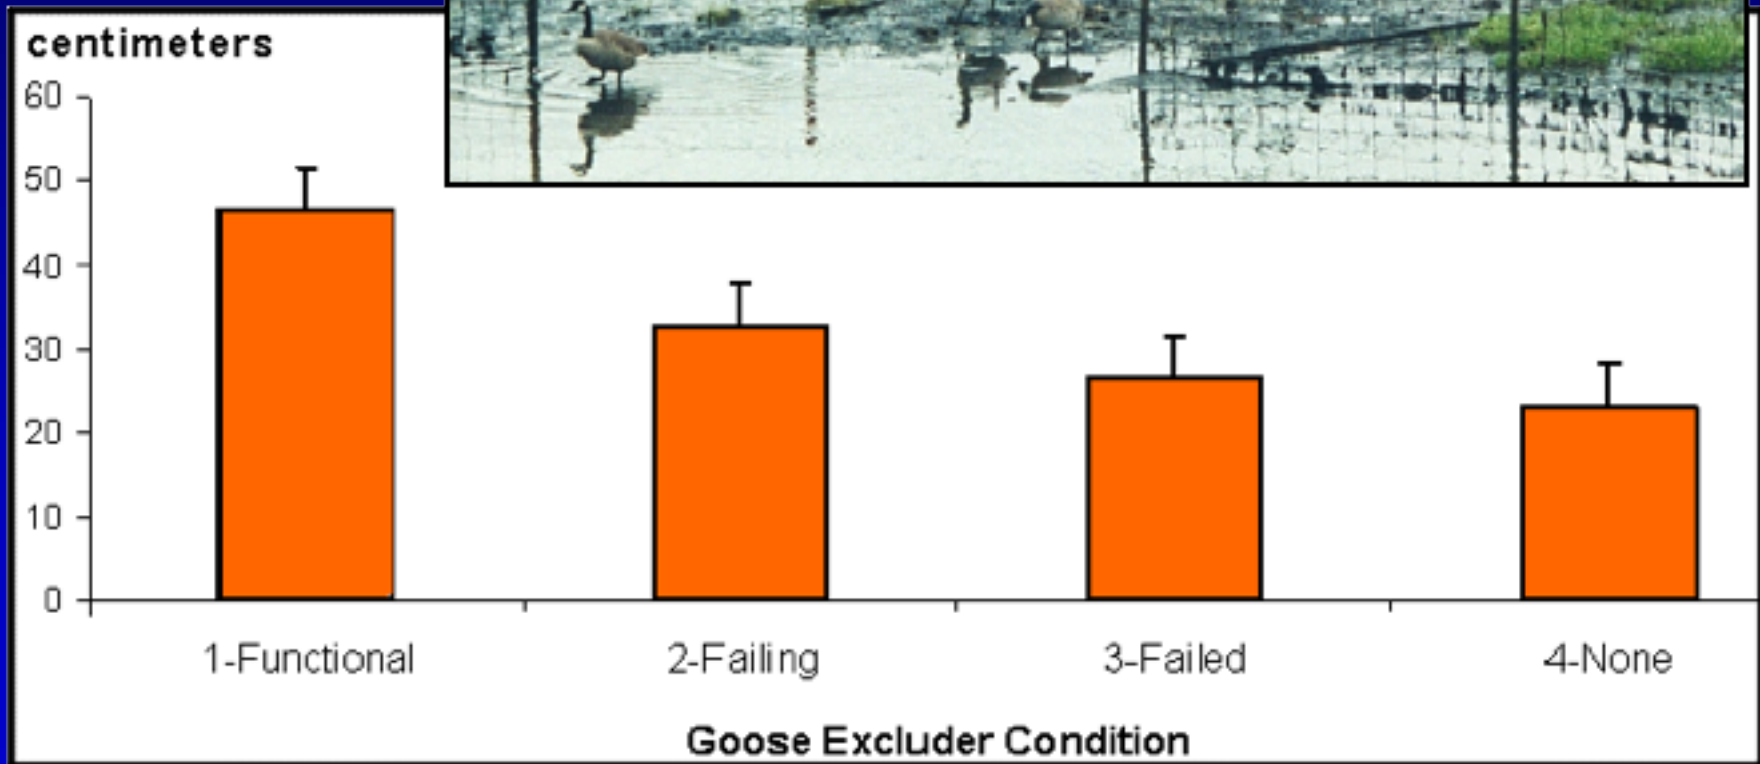 centimeters
60
50
40
30
20
10
0
1-Functional 2-Failing 3-Failed 4-None
Goose Excluder Condition